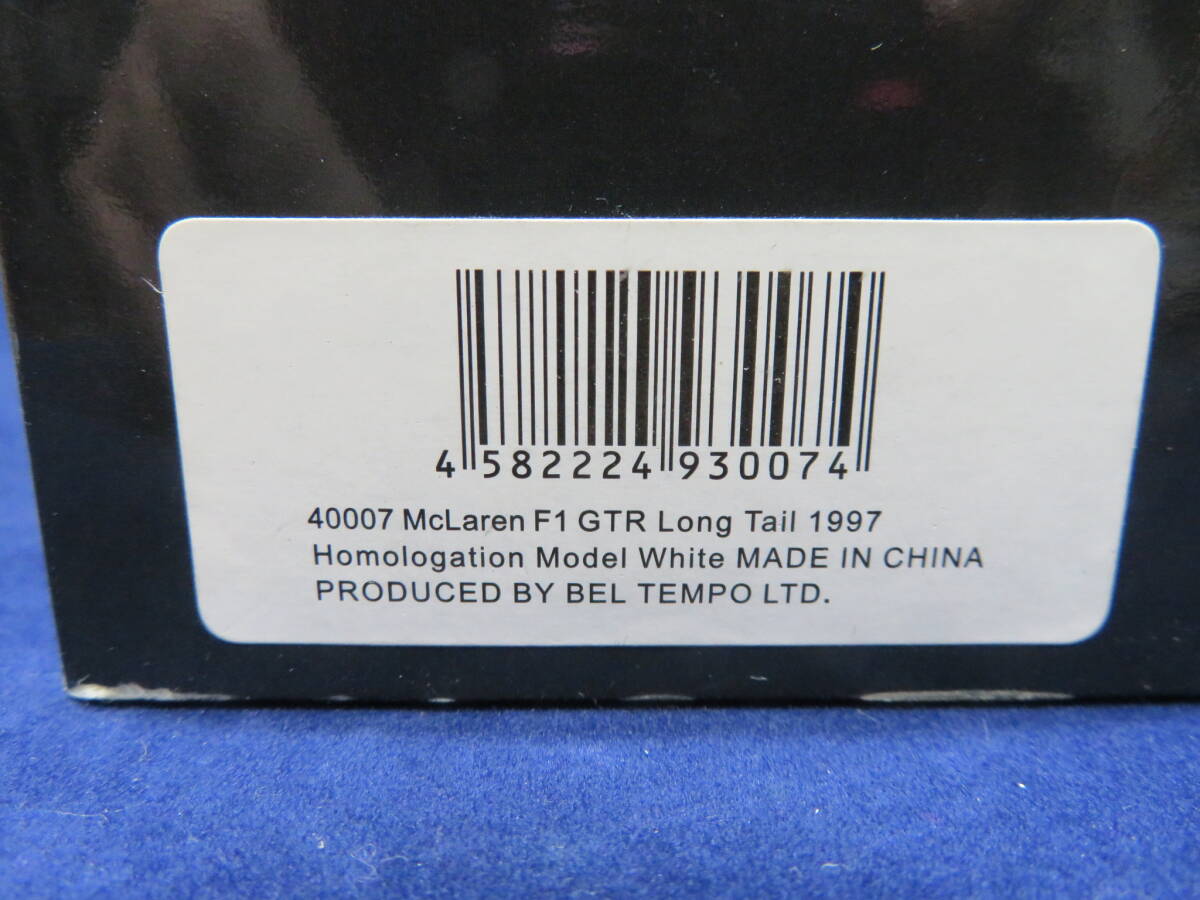 4 582224 930074
40007 McLaren F1 GTR Long Tail 1997
Homologation Model White MADE IN CHINA
PRODUCED BY BEL TEMPO LTD.